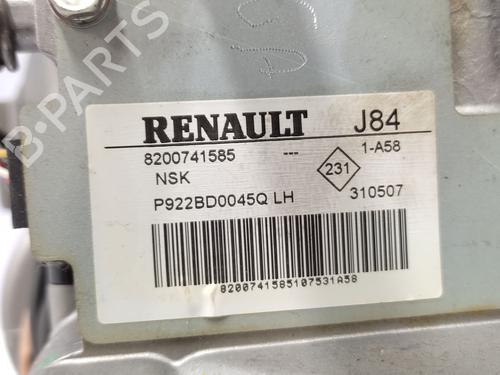 B-PARTS
RENAULT J84
8200741585 --- 1-A58
NSK 231
P922BD0045Q LH 310507
8200741585107531A58